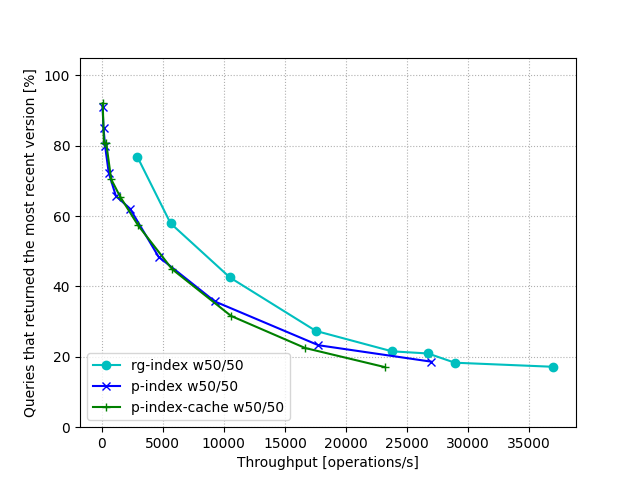 Queries that returned the most recent version [%]
100
80
60
40
20
0
rg-index w50/50
p-index w50/50
p-index-cache w50/50
0 5000 10000 15000 20000 25000 30000 35000
Throughput [operations/s]